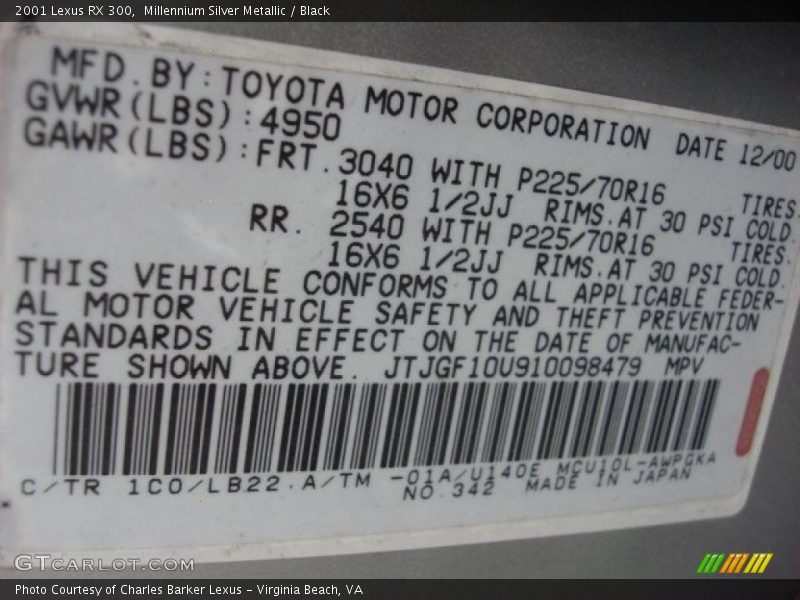 2001 Lexus RX 300,  Millennium Silver Metallic / Black
MFD.BY:TOYOTA MOTOR CORPORATION DATE 12/00
GVWR(LBS):4950
GAWR(LBS):FRT.3040 WITH P225/70R16 TIRES.
16X6 1/2JJ RIMS.AT 30 PSI COLD.
RR. 2540 WITH P225/70R16 TIRES.
16X6 1/2JJ RIMS.AT 30 PSI COLD.
THIS VEHICLE CONFORMS TO ALL APPLICABLE FEDER-
AL MOTOR VEHICLE SAFETY AND THEFT PREVENTION
STANDARDS IN EFFECT ON THE DATE OF MANUFAC-
TURE SHOWN ABOVE. JTJGF10U910098479 MPV
C/TR 1C0/LB22.A/TM -01A/U140E MCU10L-AWPGKA
NO.342 MADE IN JAPAN
GTCARLOT.COM
Photo Courtesy of Charles Barker Lexus - Virginia Beach, VA